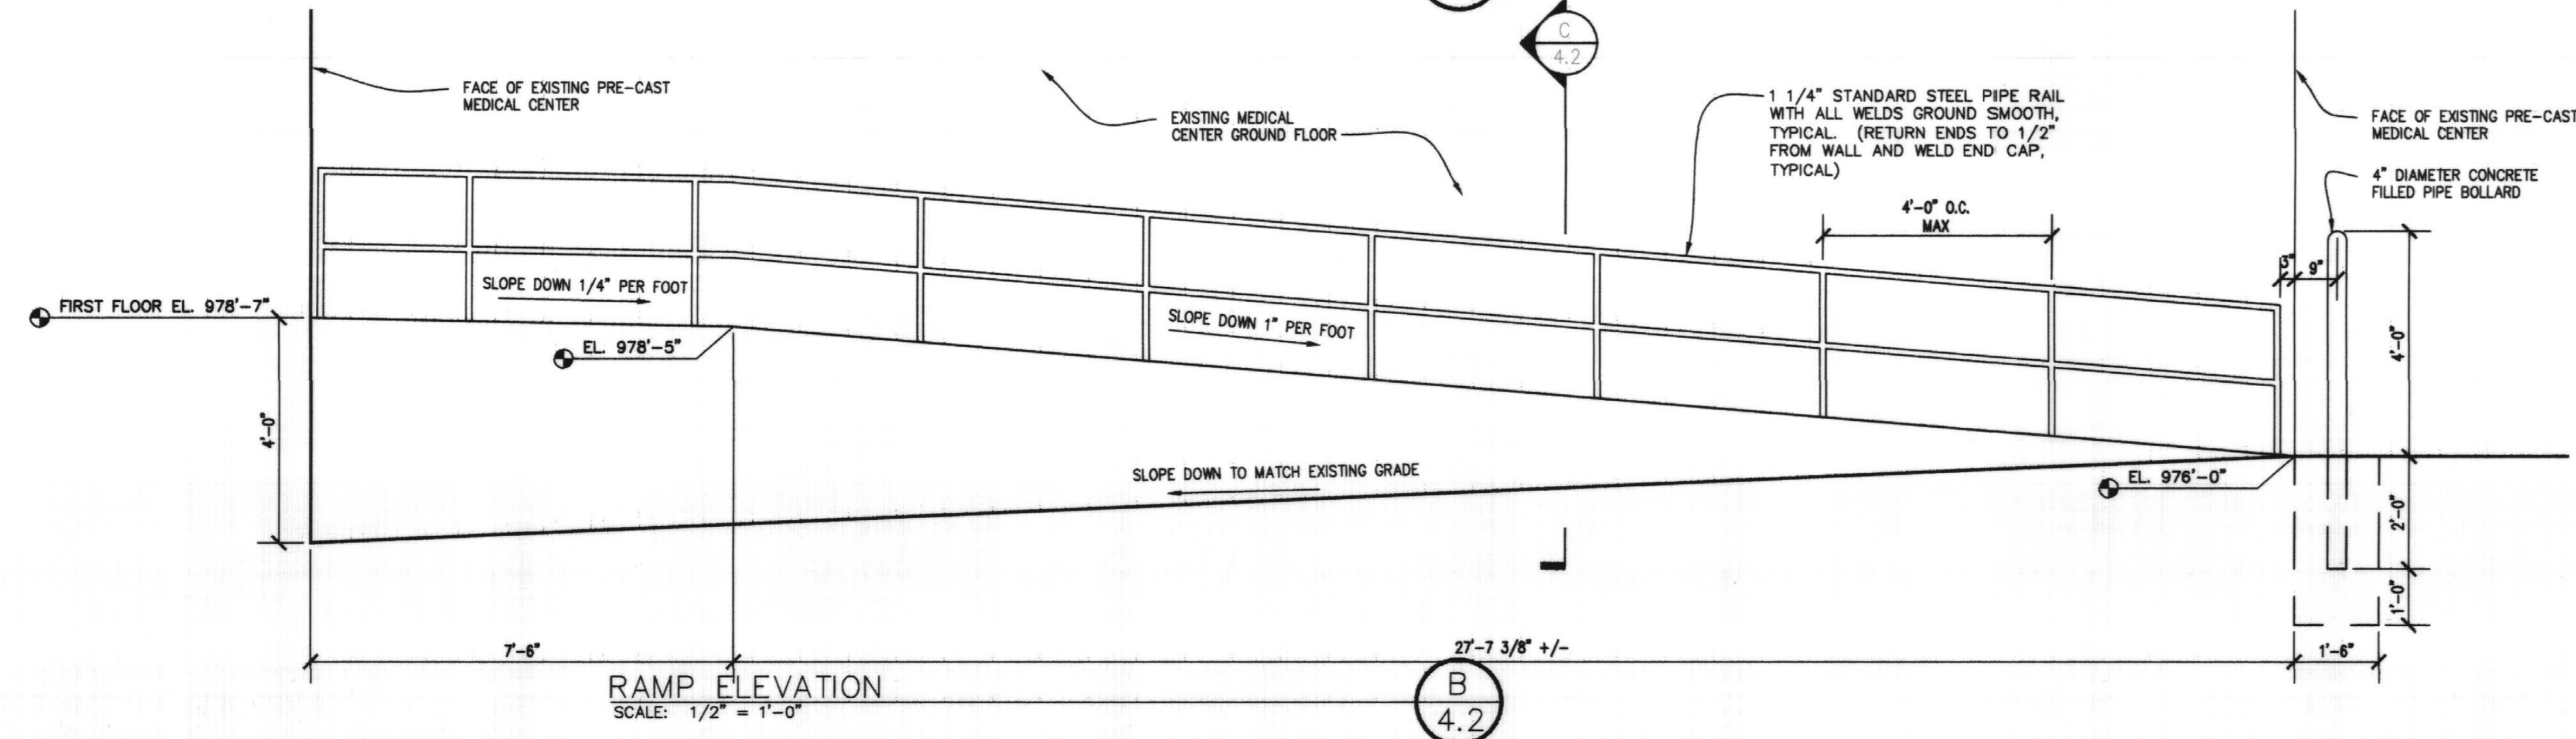 C
4.2
FACE OF EXISTING PRE-CAST
MEDICAL CENTER
EXISTING MEDICAL
CENTER GROUND FLOOR
1 1/4" STANDARD STEEL PIPE RAIL
WITH ALL WELDS GROUND SMOOTH,
TYPICAL. (RETURN ENDS TO 1/2"
FROM WALL AND WELD END CAP,
TYPICAL)
FACE OF EXISTING PRE-CAST
MEDICAL CENTER
4" DIAMETER CONCRETE
FILLED PIPE BOLLARD
4'-0" O.C.
MAX
3"
9"
SLOPE DOWN 1/4" PER FOOT
FIRST FLOOR EL. 978'-7"
SLOPE DOWN 1" PER FOOT
EL. 978'-5"
4'-0"
4'-0"
SLOPE DOWN TO MATCH EXISTING GRADE
EL. 976'-0"
2'-0"
1'-0"
7'-6"
27'-7 3/8" +/-
1'-6"
RAMP ELEVATION
SCALE: 1/2" = 1'-0"
B
4.2